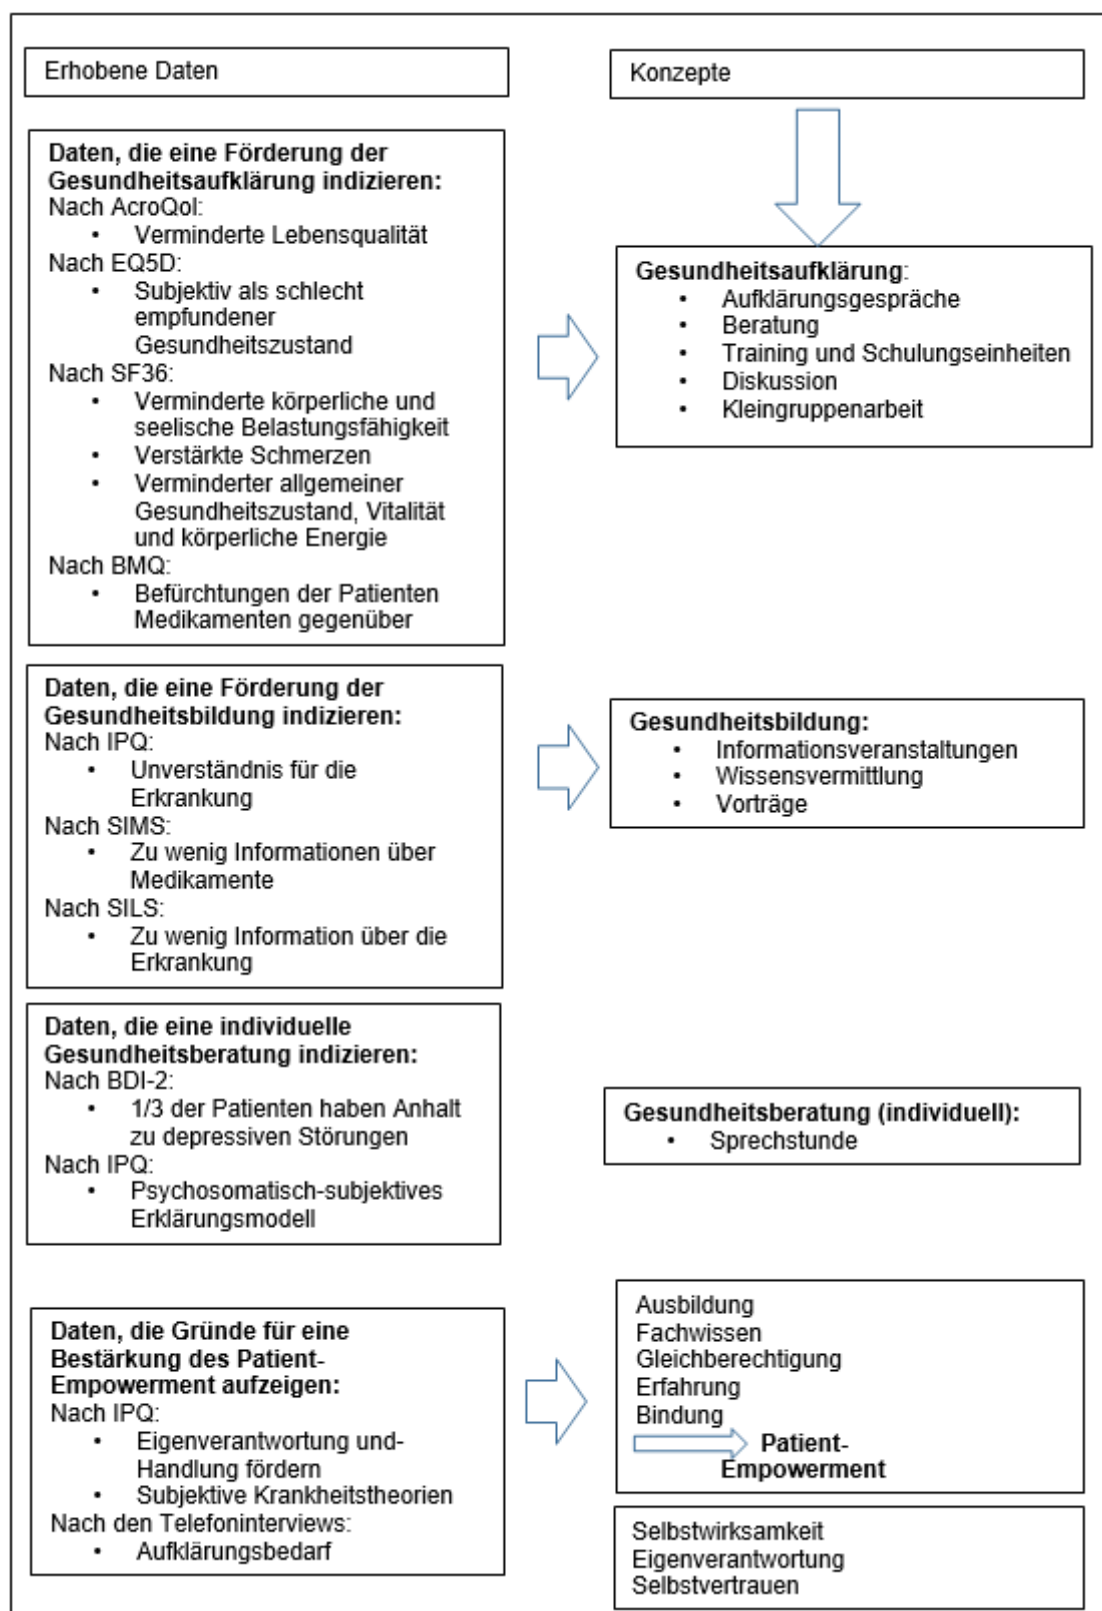 Erhobene Daten
Konzepte
Daten, die eine Förderung der
Gesundheitsaufklärung indizieren:
Nach AcroQol:
• Verminderte Lebensqualität
Nach EQ5D:
• Subjektiv als schlecht
empfundener
Gesundheitszustand
Nach SF36:
• Verminderte körperliche und
seelische Belastungsfähigkeit
• Verstärkte Schmerzen
• Verminderter allgemeiner
Gesundheitszustand, Vitalität
und körperliche Energie
Nach BMQ:
• Befürchtungen der Patienten
Medikamenten gegenüber
Gesundheitsaufklärung:
• Aufklärungsgespräche
• Beratung
• Training und Schulungseinheiten
• Diskussion
• Kleingruppenarbeit
Daten, die eine Förderung der
Gesundheitsbildung indizieren:
Nach IPQ:
• Unverständnis für die
Erkrankung
Nach SIMS:
• Zu wenig Informationen über
Medikamente
Nach SILS:
• Zu wenig Information über die
Erkrankung
Gesundheitsbildung:
• Informationsveranstaltungen
• Wissensvermittlung
• Vorträge
Daten, die eine individuelle
Gesundheitsberatung indizieren:
Nach BDI-2:
• 1/3 der Patienten haben Anhalt
zu depressiven Störungen
Nach IPQ:
• Psychosomatisch-subjektives
Erklärungsmodell
Gesundheitsberatung (individuell):
• Sprechstunde
Daten, die Gründe für eine
Bestärkung des Patient-
Empowerment aufzeigen:
Nach IPQ:
• Eigenverantwortung und-
Handlung fördern
• Subjektive Krankheitstheorien
Nach den Telefoninterviews:
• Aufklärungsbedarf
Ausbildung
Fachwissen
Gleichberechtigung
Erfahrung
Bindung
Patient-
Empowerment
Selbstwirksamkeit
Eigenverantwortung
Selbstvertrauen